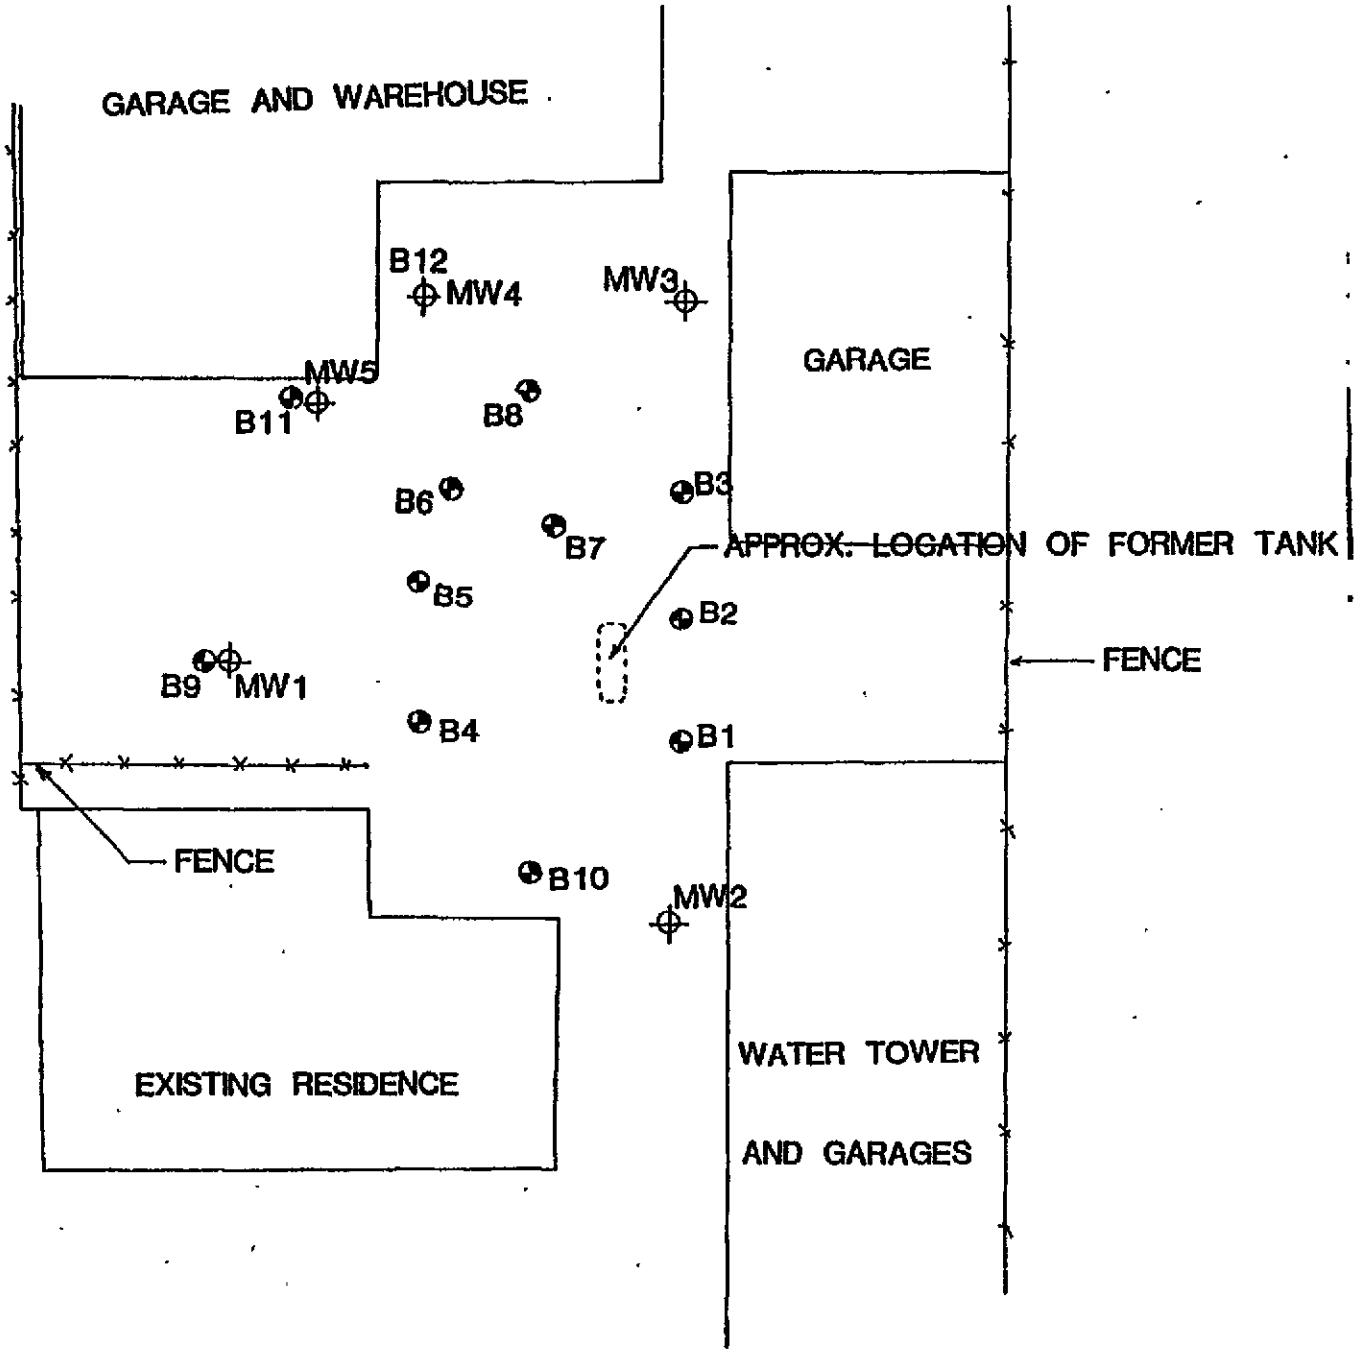 GARAGE AND WAREHOUSE
B12
MW4
MW3
GARAGE
MW5
B11
B8
B6
B3
B7
APPROX. LOCATION OF FORMER TANK
B5
B2
FENCE
B9
MW1
B4
B1
FENCE
B10
MW2
WATER TOWER
EXISTING RESIDENCE
AND GARAGES